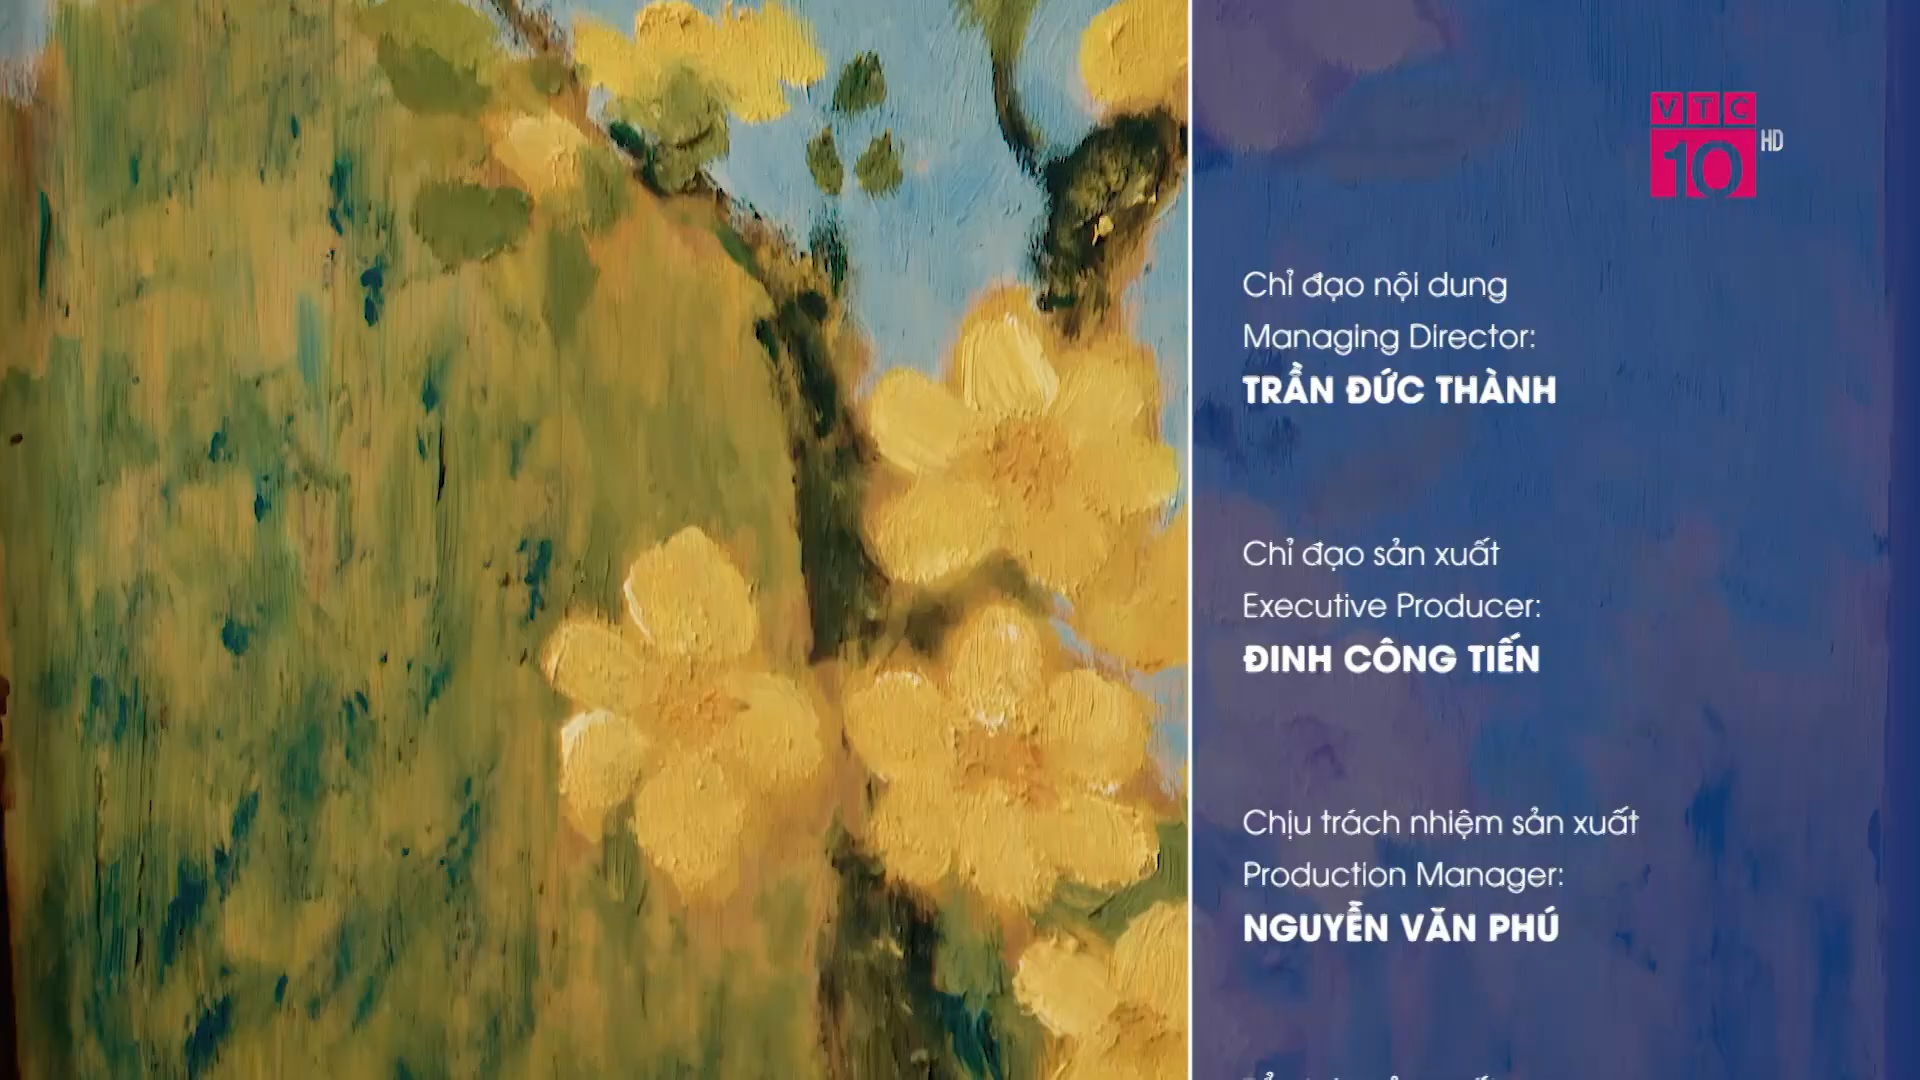 VTC
10 HD
Chỉ đạo nội dung
Managing Director:
TRẦN ĐỨC THÀNH
Chỉ đạo sản xuất
Executive Producer:
ĐINH CÔNG TIẾN
Chịu trách nhiệm sản xuất
Production Manager:
NGUYỄN VĂN PHÚ